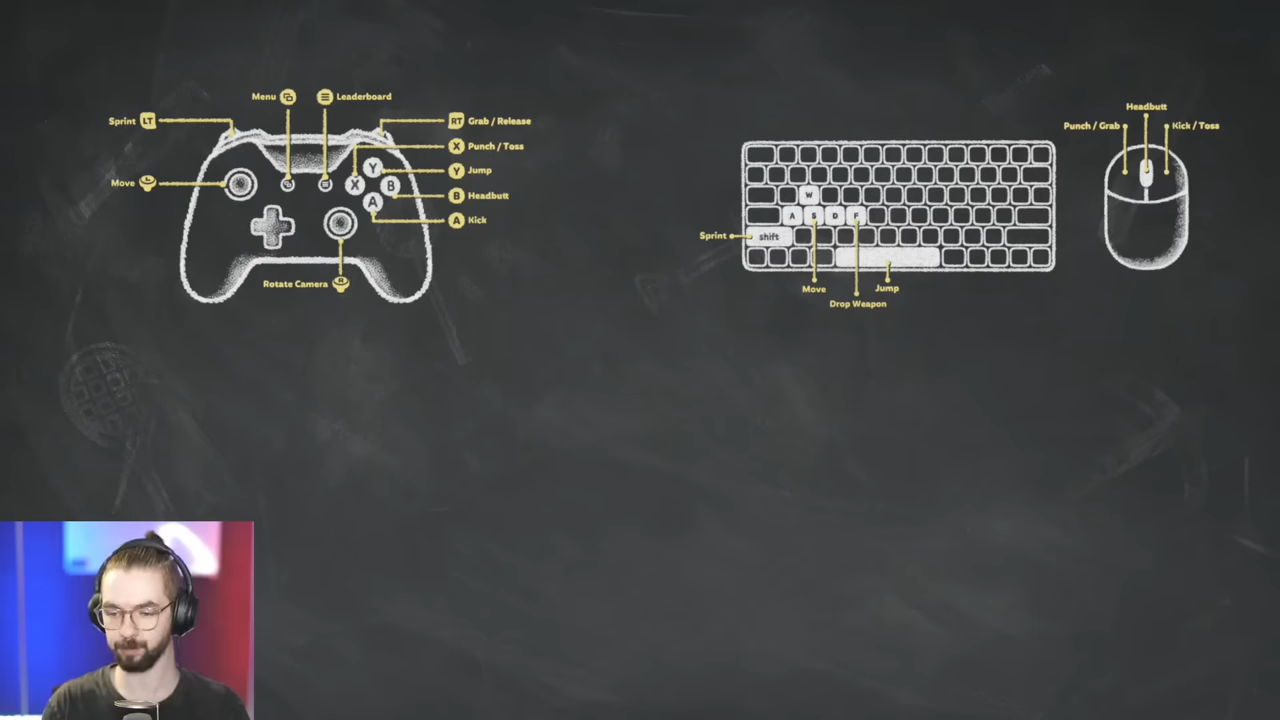 Menu
Leaderboard
Sprint LT
RT Grab / Release
X Punch / Toss
Y Jump
B Headbutt
A Kick
Move
Y
X
B
A
Rotate Camera R
Headbutt
Punch / Grab
Kick / Toss
W
A S D F
Sprint
shift
Move
Jump
Drop Weapon